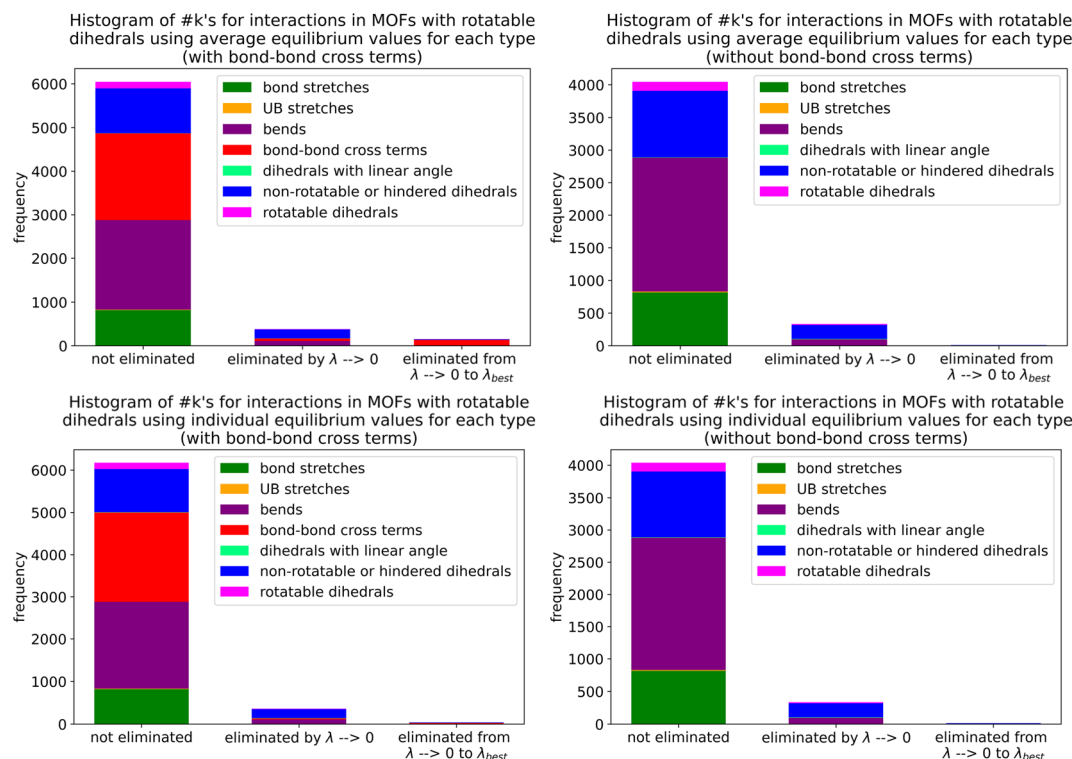 Histogram of #k's for interactions in MOFs with rotatable
dihedrals using average equilibrium values for each type
(with bond-bond cross terms)
6000
5000
4000
3000
2000
1000
0
frequency
bond stretches
UB stretches
bends
bond-bond cross terms
dihedrals with linear angle
non-rotatable or hindered dihedrals
rotatable dihedrals
not eliminated
eliminated by λ --> 0
eliminated from
λ --> 0 to λbest
Histogram of #k's for interactions in MOFs with rotatable
dihedrals using average equilibrium values for each type
(without bond-bond cross terms)
4000
3500
3000
2500
2000
1500
1000
500
0
frequency
bond stretches
UB stretches
bends
dihedrals with linear angle
non-rotatable or hindered dihedrals
rotatable dihedrals
not eliminated
eliminated by λ --> 0
eliminated from
λ --> 0 to λbest
Histogram of #k's for interactions in MOFs with rotatable
dihedrals using individual equilibrium values for each type
(with bond-bond cross terms)
6000
5000
4000
3000
2000
1000
0
frequency
bond stretches
UB stretches
bends
bond-bond cross terms
dihedrals with linear angle
non-rotatable or hindered dihedrals
rotatable dihedrals
not eliminated
eliminated by λ --> 0
eliminated from
λ --> 0 to λbest
Histogram of #k's for interactions in MOFs with rotatable
dihedrals using individual equilibrium values for each type
(without bond-bond cross terms)
4000
3500
3000
2500
2000
1500
1000
500
0
frequency
bond stretches
UB stretches
bends
dihedrals with linear angle
non-rotatable or hindered dihedrals
rotatable dihedrals
not eliminated
eliminated by λ --> 0
eliminated from
λ --> 0 to λbest